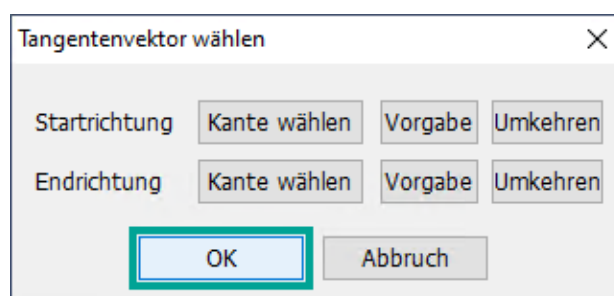 Tangentenvektor wählen
Startrichtung Kante wählen Vorgabe Umkehren
Endrichtung Kante wählen Vorgabe Umkehren
OK Abbruch